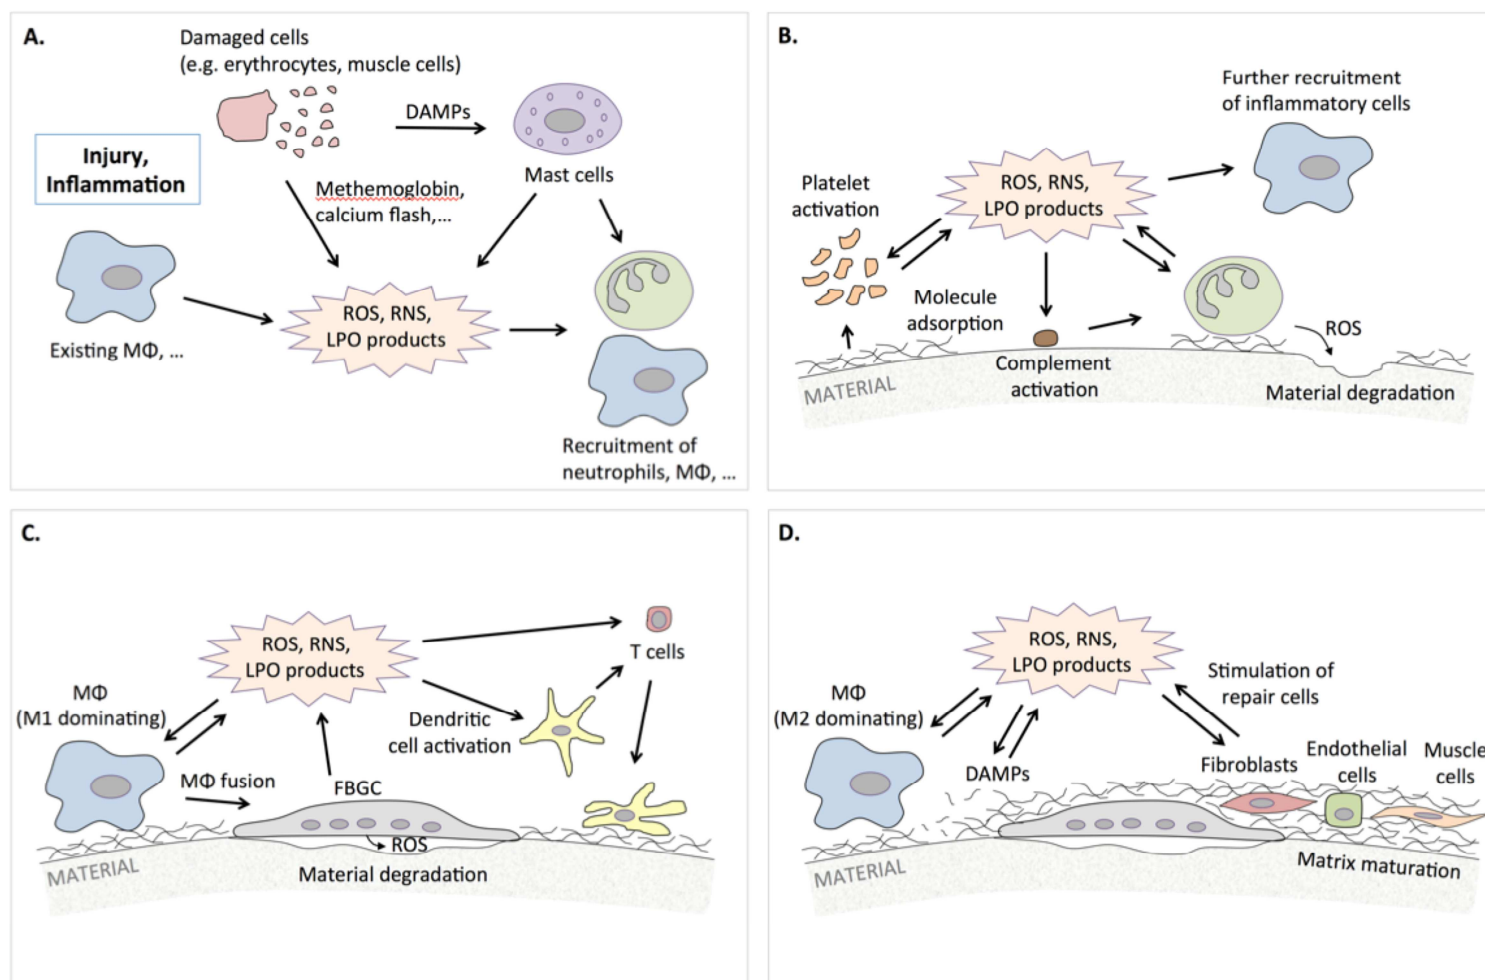 A.
Damaged cells
(e.g. erythrocytes, muscle cells)
DAMPs
Injury,
Inflammation
Mast cells
Methemoglobin,
calcium flash,...
Existing MΦ, ...
ROS, RNS,
LPO products
Recruitment of
neutrophils, MΦ, ...
B.
Further recruitment
of inflammatory cells
Platelet
activation
ROS, RNS,
LPO products
Molecule
adsorption
ROS
Complement
activation
MATERIAL
Material degradation
C.
ROS, RNS,
LPO products
T cells
MΦ
(M1 dominating)
Dendritic
cell activation
MΦ fusion
FBGC
ROS
MATERIAL
Material degradation
D.
ROS, RNS,
LPO products
Stimulation of
repair cells
MΦ
(M2 dominating)
DAMPs
Fibroblasts
Endothelial
cells
Muscle
cells
MATERIAL
Matrix maturation